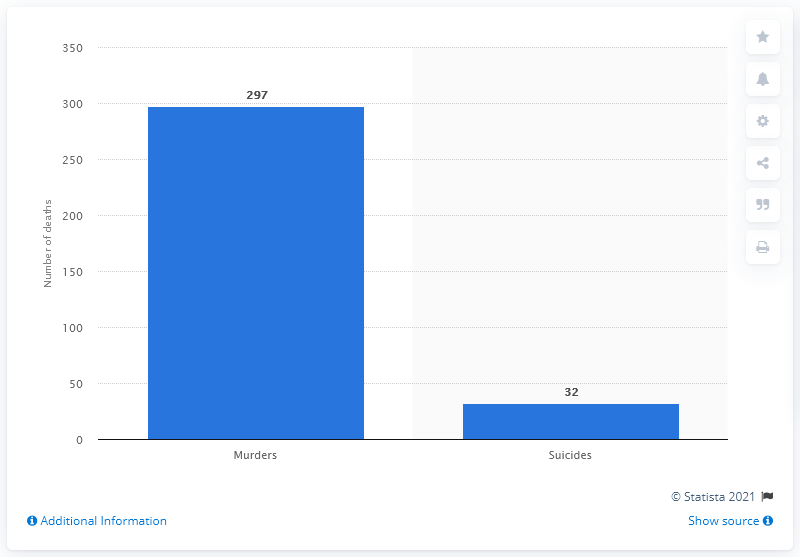 350
300
250
200
150
100
50
0
Number of deaths
297
32
Murders
Suicides
© Statista 2021
Additional Information
Show source